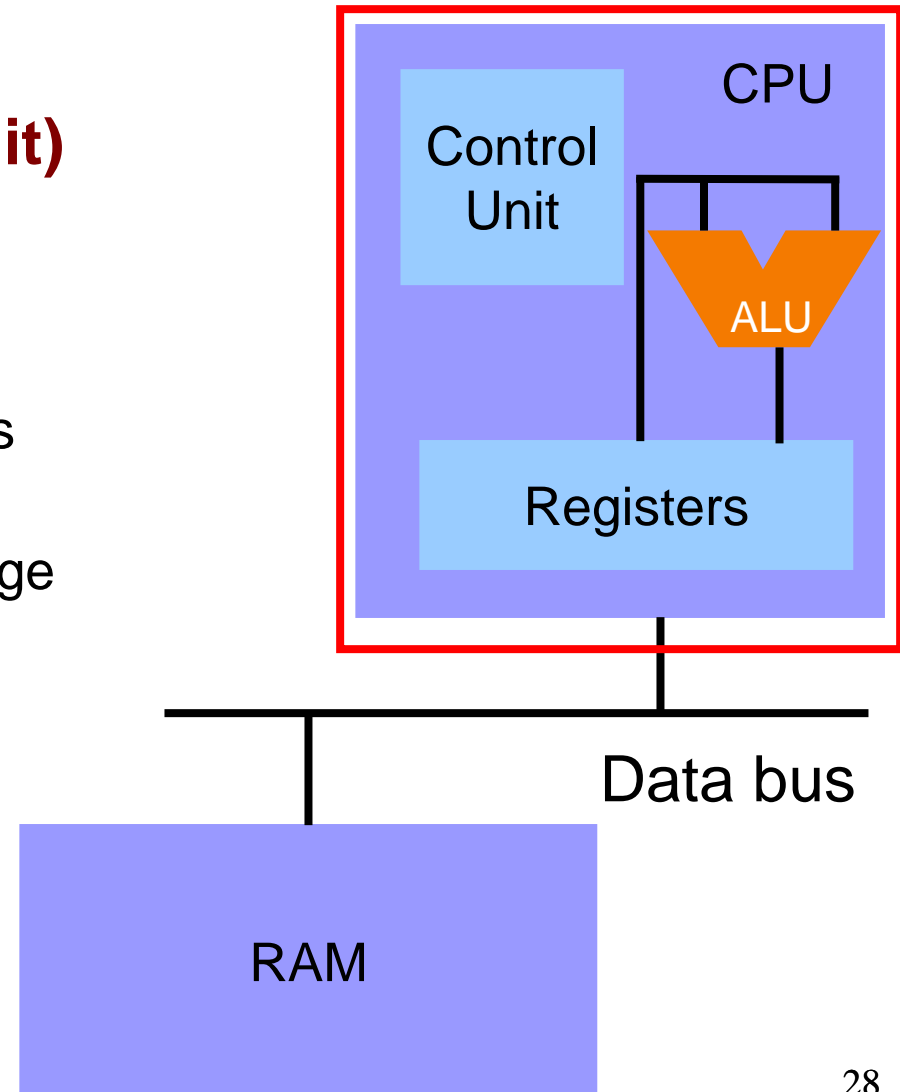 it)
s
ge
CPU
Control
Unit
ALU
Registers
Data bus
RAM
28